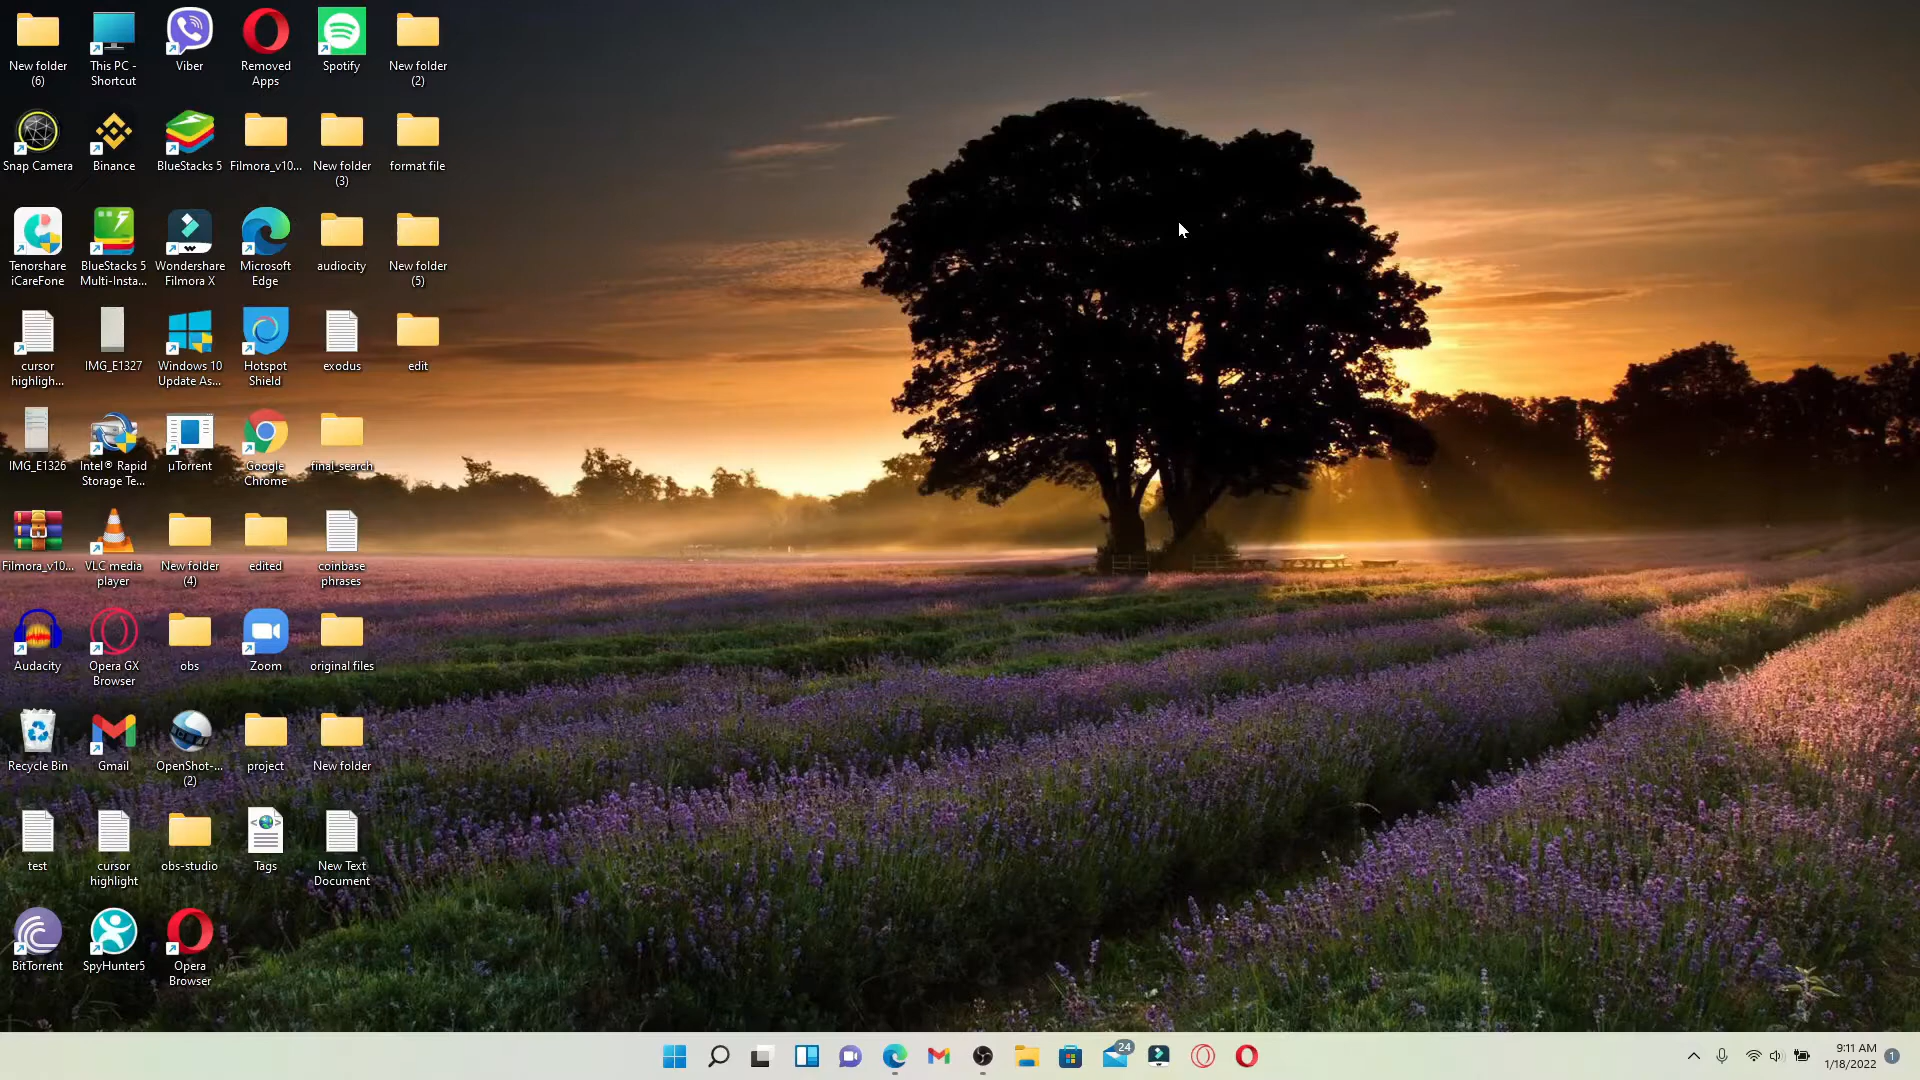 New folder
(6)
This PC -
Shortcut
Viber
Removed
Apps
Spotify
New folder
(2)
Snap Camera
Binance
BlueStacks 5
Filmora_v10...
New folder
(3)
format file
Tenorshare
iCareFone
BlueStacks 5
Multi-Insta...
Wondershare
Filmora X
Microsoft
Edge
audiocity
New folder
(5)
cursor
highligh...
IMG_E1327
Windows 10
Update As...
Hotspot
Shield
exodus
edit
IMG_E1326
Intel® Rapid
Storage Te...
µTorrent
Google
Chrome
final_search
Filmora_v10...
VLC media
player
New folder
(4)
edited
coinbase
phrases
Audacity
Opera GX
Browser
obs
Zoom
original files
Recycle Bin
Gmail
OpenShot-...
(2)
project
New folder
test
cursor
highlight
obs-studio
Tags
New Text
Document
BitTorrent
SpyHunter5
Opera
Browser
24
9:11 AM
1/18/2022
1